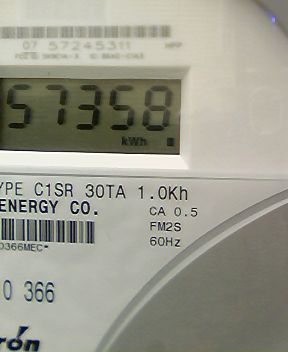 07 57245311
57358
kWh
YPE C1SR 30TA 1.0Kh
ENERGY CO.
CA 0.5
FM2S
60Hz
0366MEC*
0 366
rón